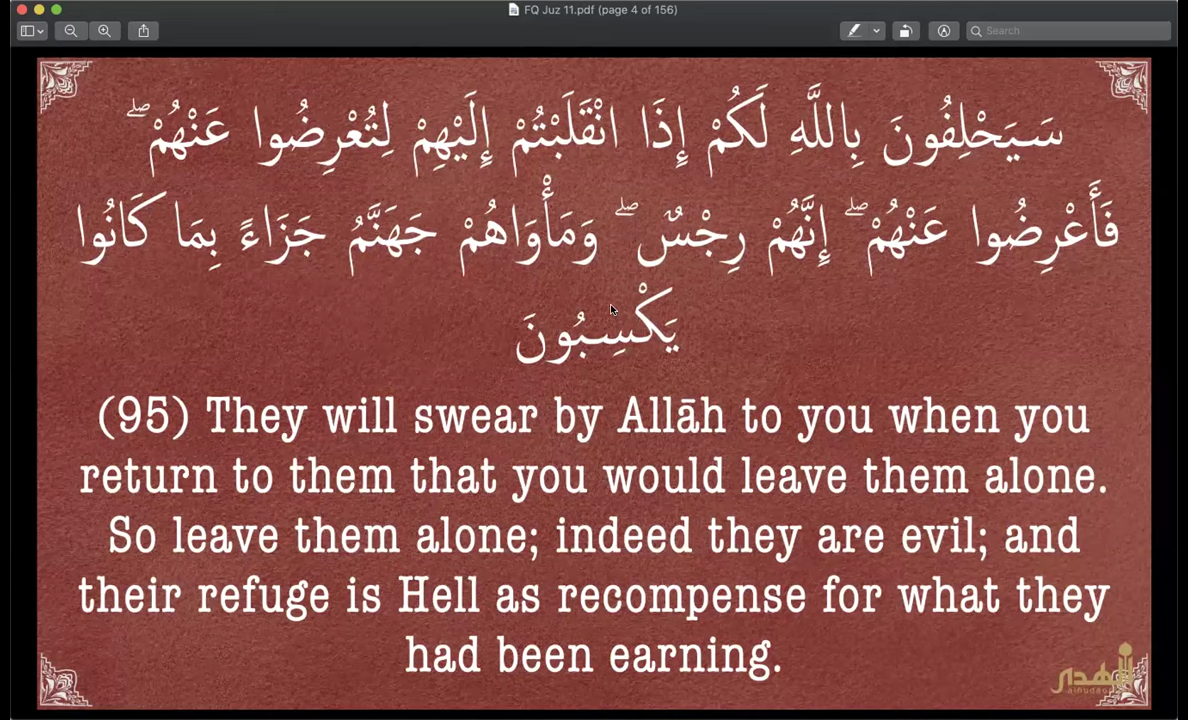 FQ Juz 11.pdf (page 4 of 156)
Search
سَيَحْلِفُونَ بِاللَّهِ لَكُمْ إِذَا انْقَلَبْتُمْ إِلَيْهِمْ لِتُعْرِضُوا عَنْهُمْ ۖ
فَأَعْرِضُوا عَنْهُمْ ۖ إِنَّهُمْ رِجْسٌ ۖ وَمَأْوَاهُمْ جَهَنَّمُ جَزَاءً بِمَا كَانُوا
يَكْسِبُونَ
(95) They will swear by Allāh to you when you
return to them that you would leave them alone.
So leave them alone; indeed they are evil; and
their refuge is Hell as recompense for what they
had been earning.
الهدى